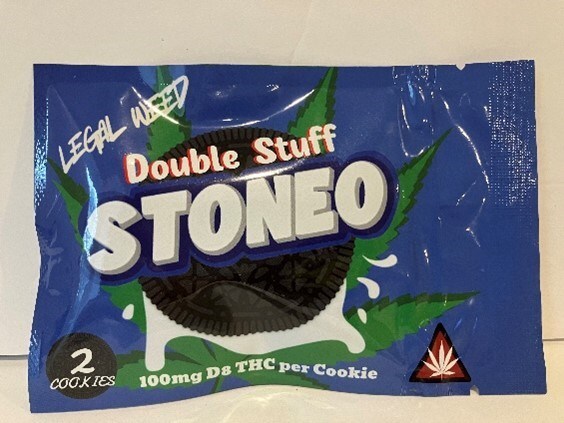 LEGAL WEED
Double Stuff
STONEO
2
COOKIES
100mg D8 THC per Cookie